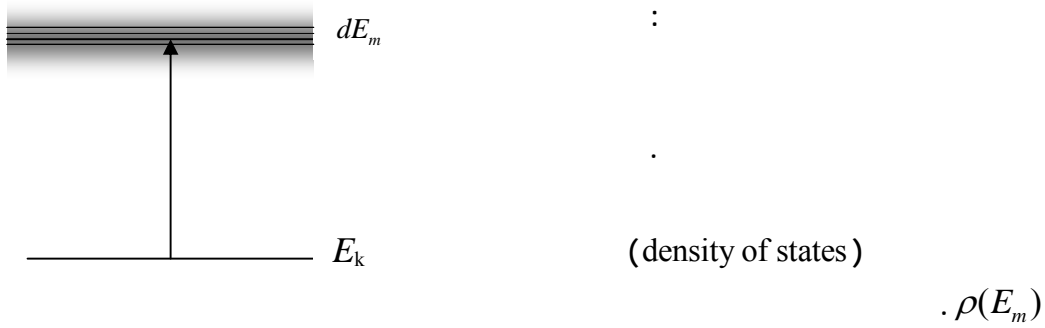 dE_m
:
.
E_k
(density of states)
. ρ(E_m)